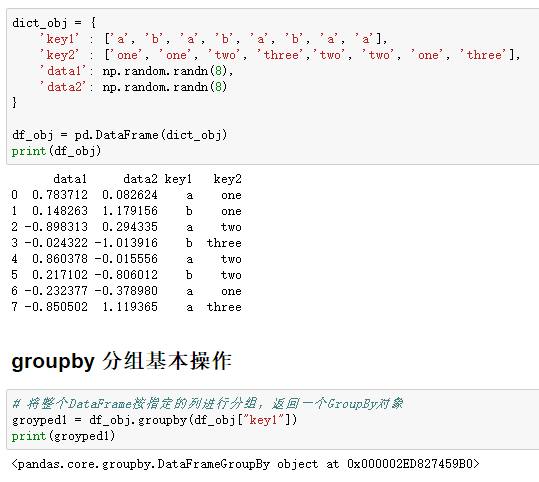 dict_obj = {
    'key1' : ['a', 'b', 'a', 'b', 'a', 'b', 'a', 'a'],
    'key2' : ['one', 'one', 'two', 'three','two', 'two', 'one', 'three'],
    'data1': np.random.randn(8),
    'data2': np.random.randn(8)
}
df_obj = pd.DataFrame(dict_obj)
print(df_obj)
      data1     data2 key1   key2
0  0.783712  0.082624    a    one
1  0.148263  1.179156    b    one
2 -0.898313  0.294335    a    two
3 -0.024322 -1.013916    b  three
4  0.860378 -0.015556    a    two
5  0.217102 -0.806012    b    two
6 -0.232377 -0.378980    a    one
7 -0.850502  1.119365    a  three
groupby 分组基本操作
# 将整个DataFrame按指定的列进行分组，返回一个GroupBy对象
groyped1 = df_obj.groupby(df_obj["key1"])
print(groyped1)
<pandas.core.groupby.DataFrameGroupBy object at 0x000002ED827459B0>